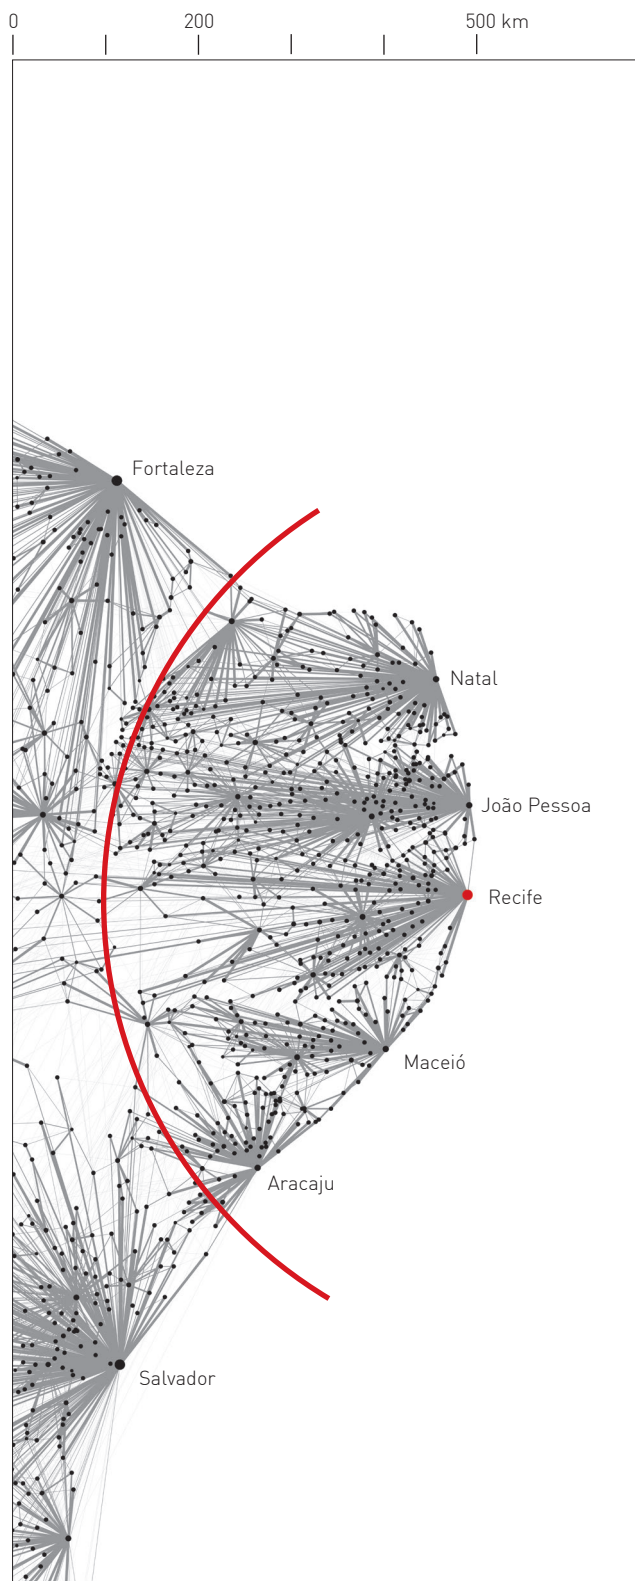 0 200 500 km
Fortaleza
Natal
João Pessoa
Recife
Maceió
Aracaju
Salvador